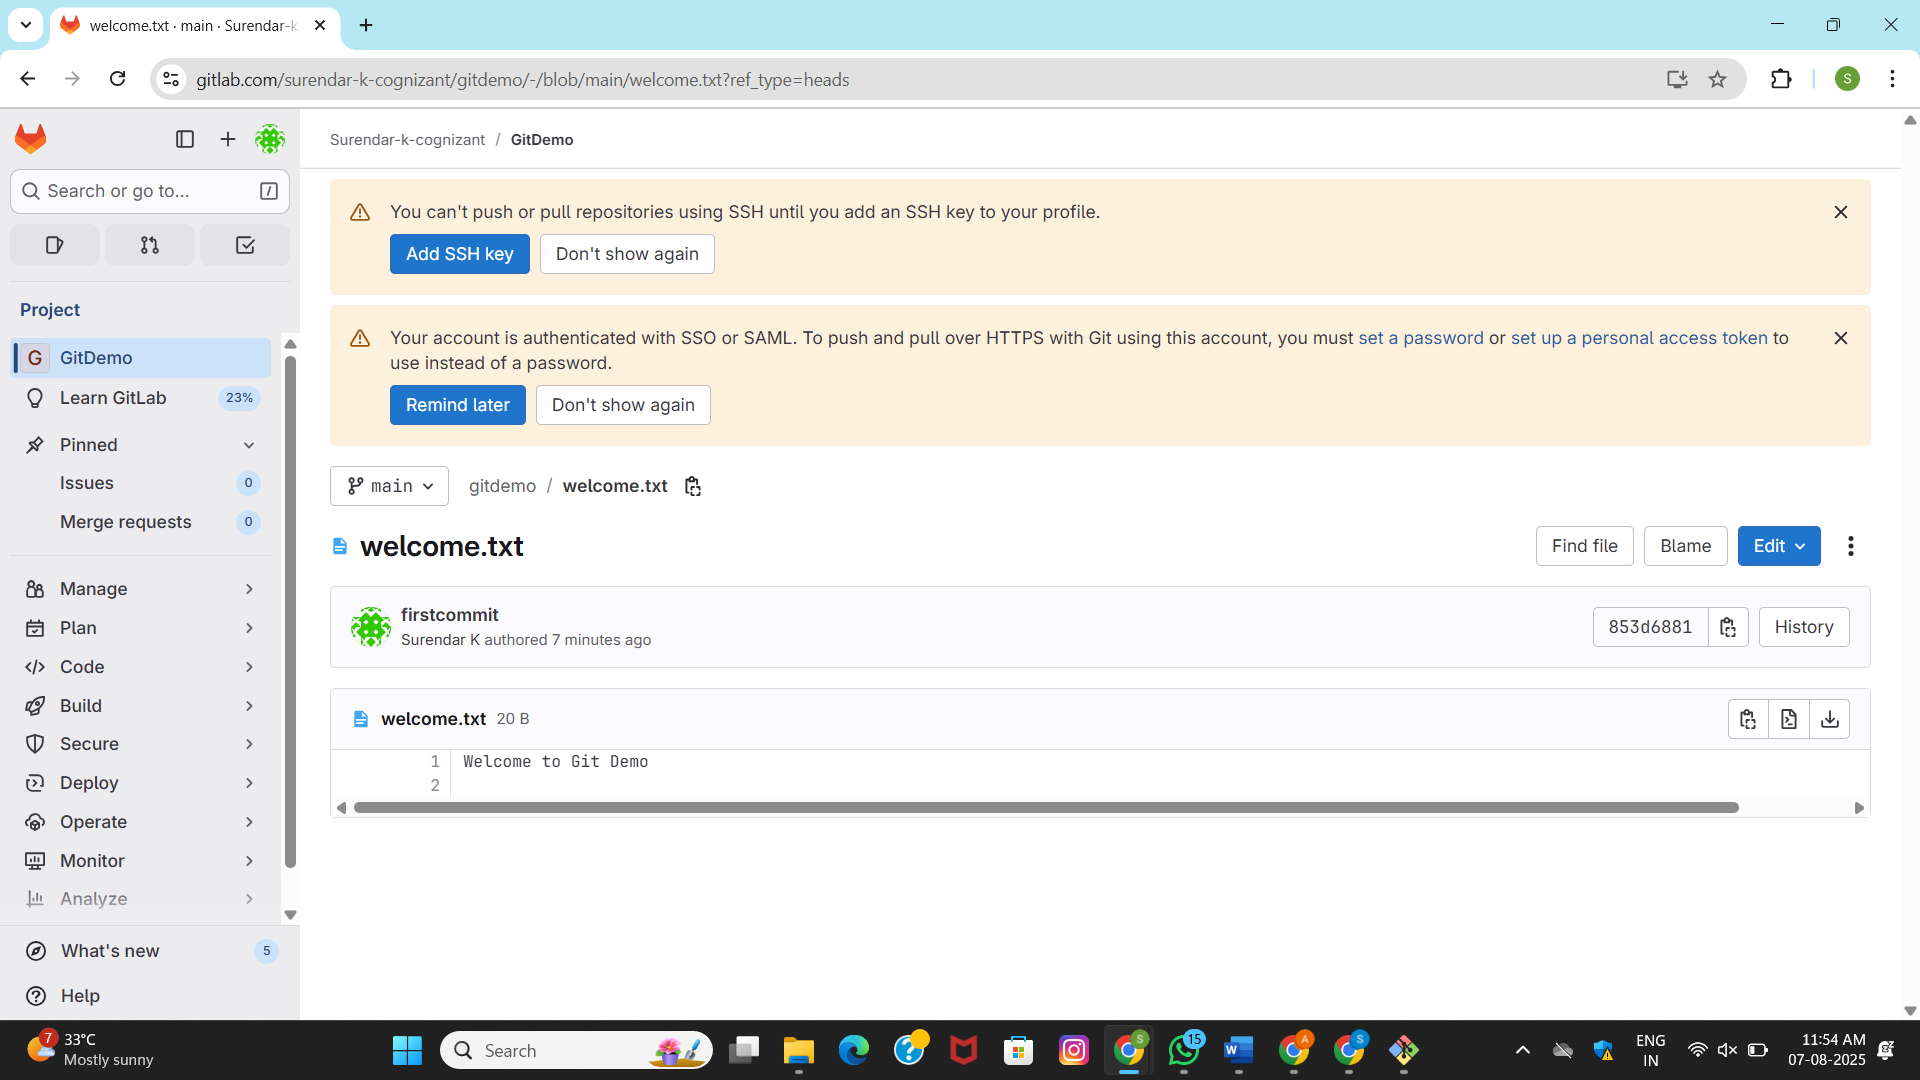 welcome.txt · main · Surendar-k
gitlab.com/surendar-k-cognizant/gitdemo/-/blob/main/welcome.txt?ref_type=heads
S
Search or go to...
/
Project
G GitDemo
Learn GitLab 23%
Pinned
Issues 0
Merge requests 0
Manage
Plan
Code
Build
Secure
Deploy
Operate
Monitor
Analyze
What's new 5
Help
Surendar-k-cognizant / GitDemo
You can't push or pull repositories using SSH until you add an SSH key to your profile.
Add SSH key Don't show again
Your account is authenticated with SSO or SAML. To push and pull over HTTPS with Git using this account, you must set a password or set up a personal access token to
use instead of a password.
Remind later Don't show again
main gitdemo / welcome.txt
welcome.txt Find file Blame Edit
firstcommit
Surendar K authored 7 minutes ago
853d6881 History
welcome.txt 20 B
1 Welcome to Git Demo
2
7 33°C
Mostly sunny
Search
S
15
W
A
S
ENG
IN
11:54 AM
07-08-2025